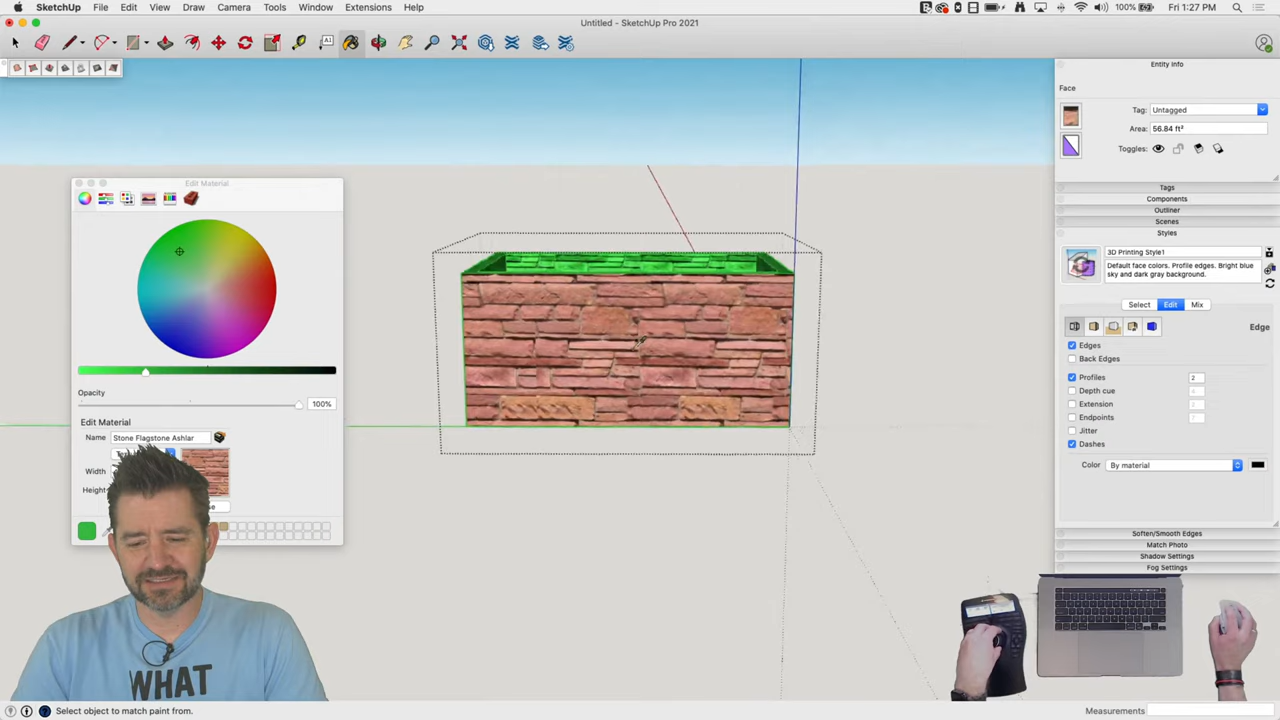 SketchUp File Edit View Draw Camera Tools Window Extensions Help
100% Fri 1:27 PM
Untitled - SketchUp Pro 2021
Entity Info
Face
Tag: Untagged
Area: 56.84 ft²
Toggles:
Tags
Components
Outliner
Scenes
Styles
3D Printing Style1
Default face colors. Profile edges. Bright blue
sky and dark gray background.
Select Edit Mix
Edge
Edges
Back Edges
Profiles 2
Depth cue
Extension
Endpoints
Jitter
Dashes
Color By material
Soften/Smooth Edges
Match Photo
Shadow Settings
Fog Settings
Edit Material
Opacity
100%
Edit Material
Name Stone Flagstone Ashlar
Width
WHAT
Select object to match paint from.
Measurements